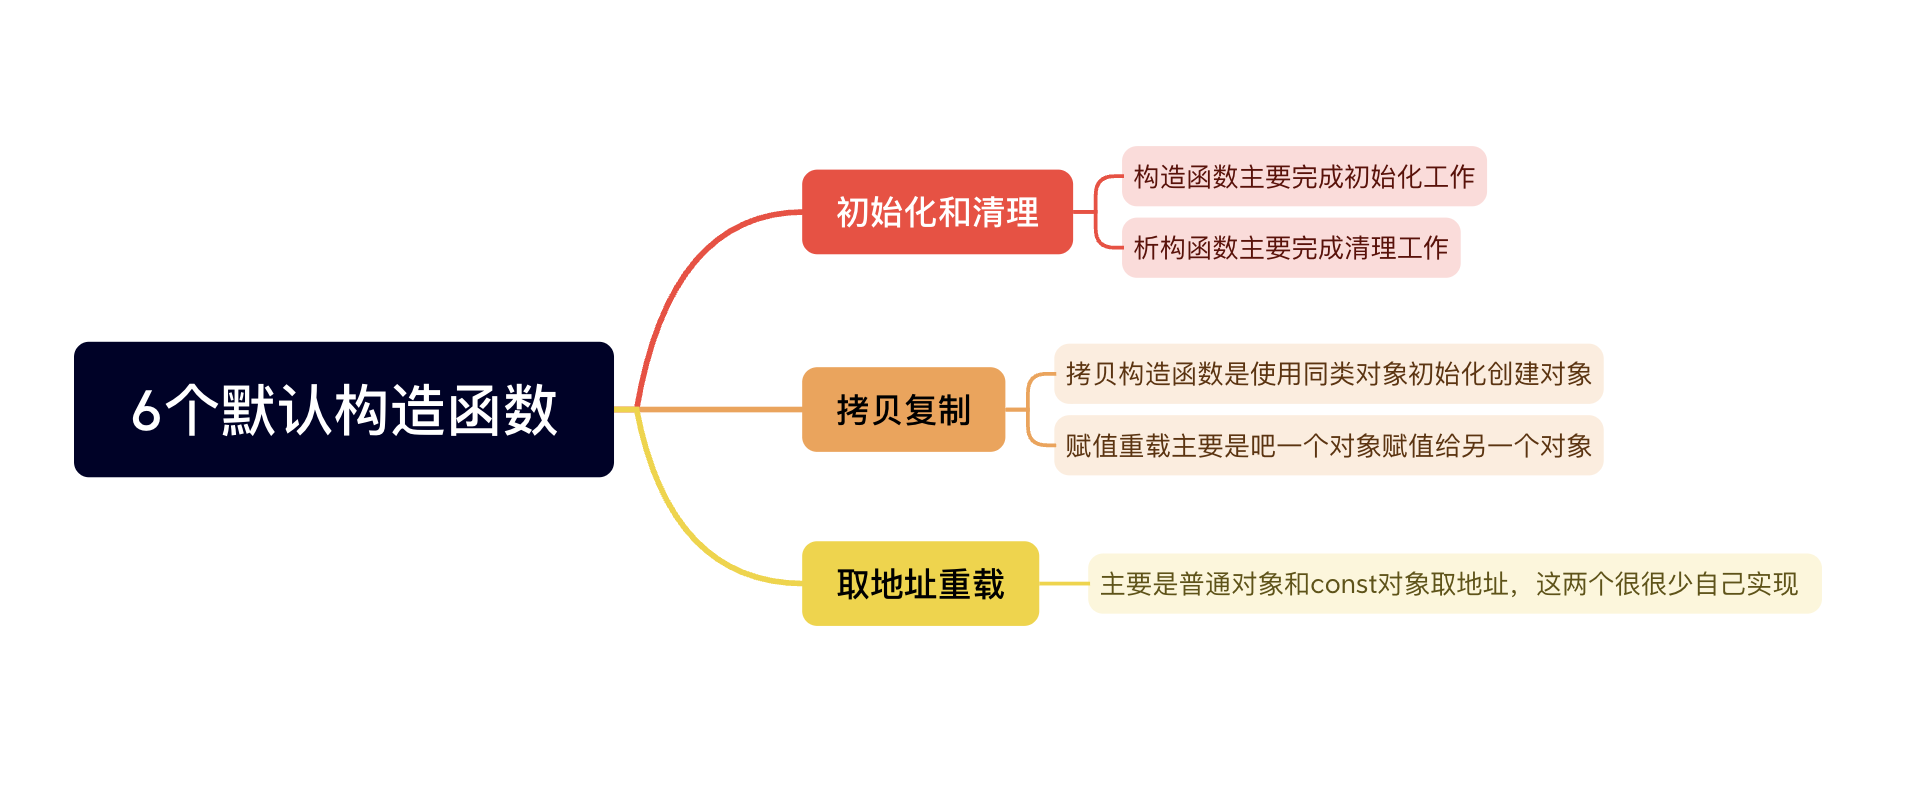 6个默认构造函数
初始化和清理
构造函数主要完成初始化工作
析构函数主要完成清理工作
拷贝复制
拷贝构造函数是使用同类对象初始化创建对象
赋值重载主要是吧一个对象赋值给另一个对象
取地址重载
主要是普通对象和const对象取地址，这两个很很少自己实现